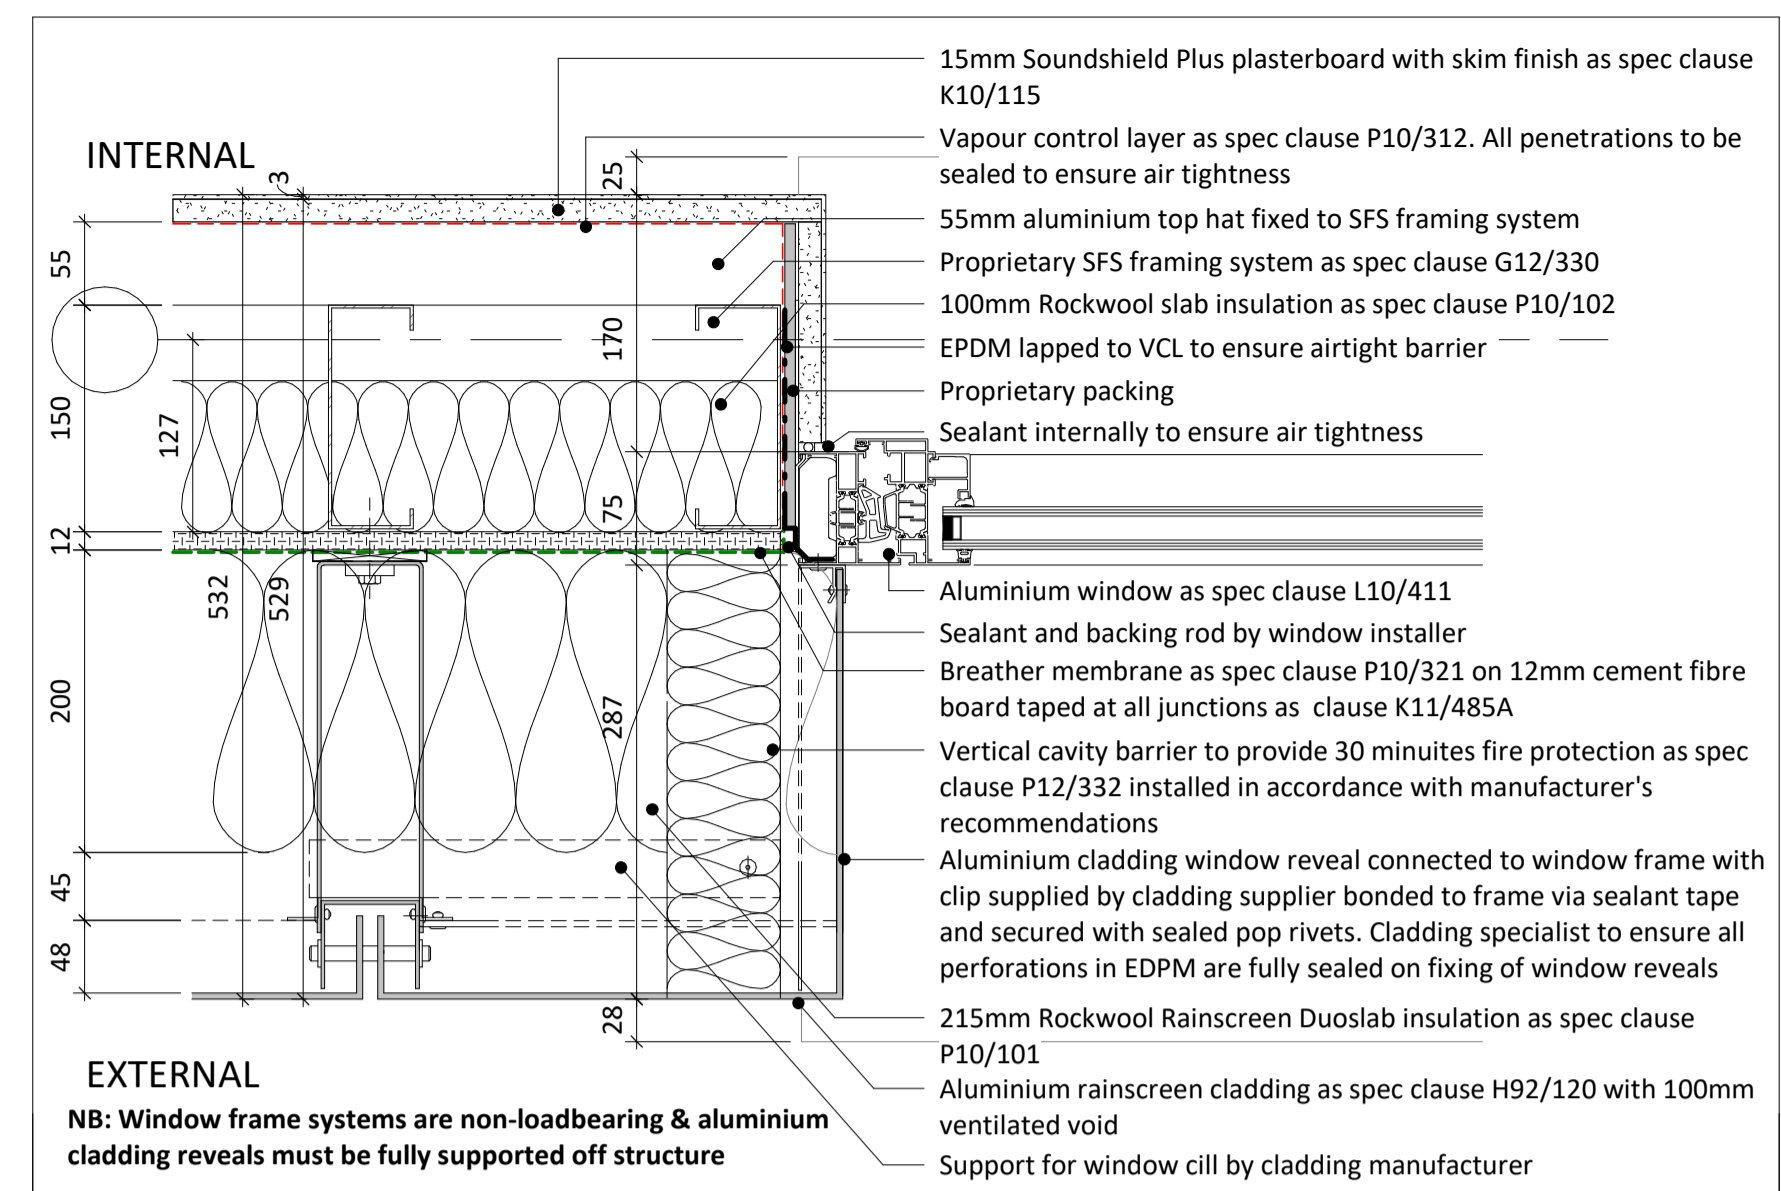 15mm Soundshield Plus plasterboard with skim finish as spec clause
K10/115
INTERNAL
Vapour control layer as spec clause P10/312. All penetrations to be
sealed to ensure air tightness
3
25
55mm aluminium top hat fixed to SFS framing system
55
Proprietary SFS framing system as spec clause G12/330
100mm Rockwool slab insulation as spec clause P10/102
170
EPDM lapped to VCL to ensure airtight barrier
Proprietary packing
150
127
Sealant internally to ensure air tightness
75
12
532
529
Aluminium window as spec clause L10/411
Sealant and backing rod by window installer
Breather membrane as spec clause P10/321 on 12mm cement fibre
board taped at all junctions as clause K11/485A
200
287
Vertical cavity barrier to provide 30 minuites fire protection as spec
clause P12/332 installed in accordance with manufacturer's
recommendations
Aluminium cladding window reveal connected to window frame with
clip supplied by cladding supplier bonded to frame via sealant tape
and secured with sealed pop rivets. Cladding specialist to ensure all
perforations in EDPM are fully sealed on fixing of window reveals
45
48
28
215mm Rockwool Rainscreen Duoslab insulation as spec clause
P10/101
EXTERNAL
Aluminium rainscreen cladding as spec clause H92/120 with 100mm
ventilated void
NB: Window frame systems are non-loadbearing & aluminium
cladding reveals must be fully supported off structure
Support for window cill by cladding manufacturer